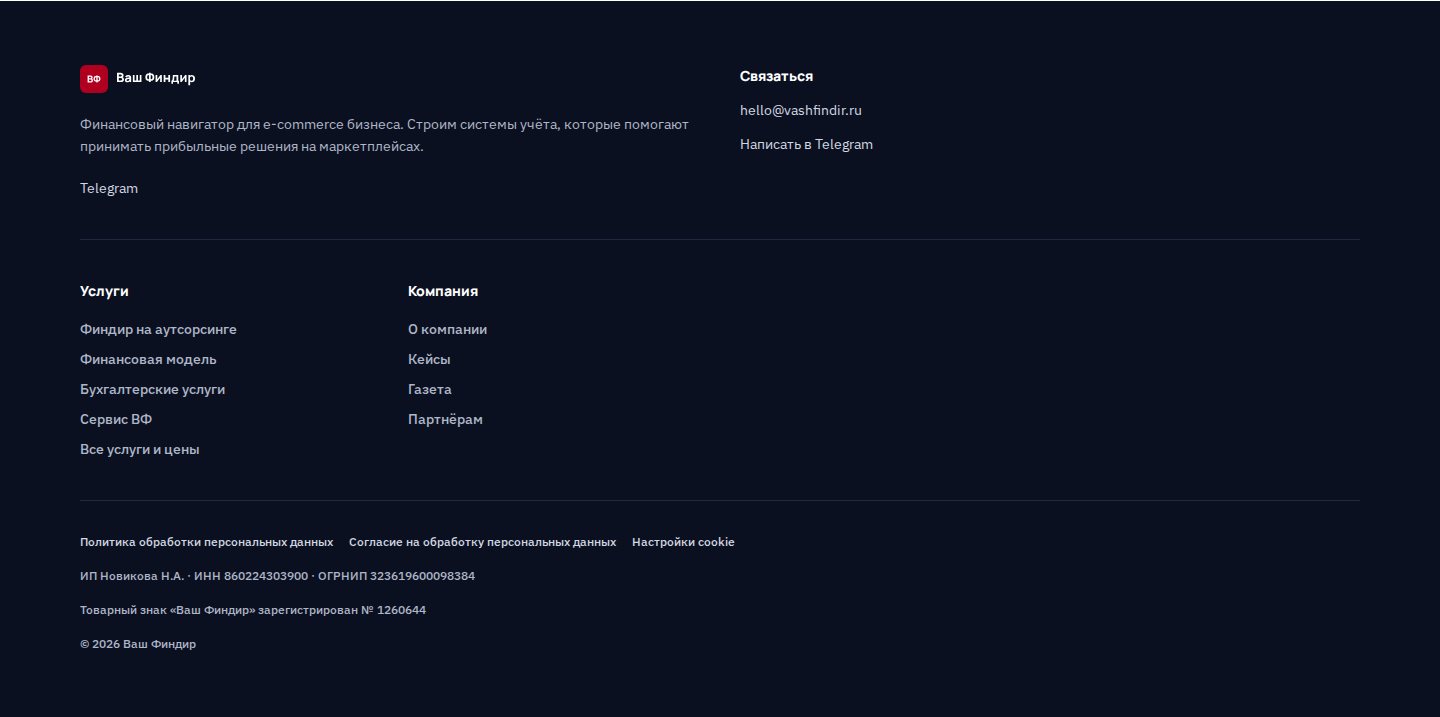 ВФ Ваш Финдир
Финансовый навигатор для e-commerce бизнеса. Строим системы учёта, которые помогают
принимать прибыльные решения на маркетплейсах.
Telegram
Связаться
hello@vashfindir.ru
Написать в Telegram
Услуги
Финдир на аутсорсинге
Финансовая модель
Бухгалтерские услуги
Сервис ВФ
Все услуги и цены
Компания
О компании
Кейсы
Газета
Партнёрам
Политика обработки персональных данных Согласие на обработку персональных данных Настройки cookie
ИП Новикова Н.А. · ИНН 860224303900 · ОГРНИП 323619600098384
Товарный знак «Ваш Финдир» зарегистрирован № 1260644
© 2026 Ваш Финдир